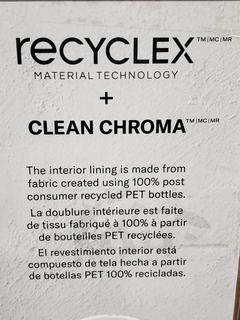 recyclex™|MC|MR
MATERIAL TECHNOLOGY
+
CLEAN CHROMA™|MC|MR
The interior lining is made from
fabric created using 100% post
consumer recycled PET bottles.
La doublure intérieure est faite
de tissu fabriqué à 100% à partir
de bouteilles PET recyclées.
El revestimiento interior está
compuesto de tela hecha a partir
de botellas PET 100% recicladas.